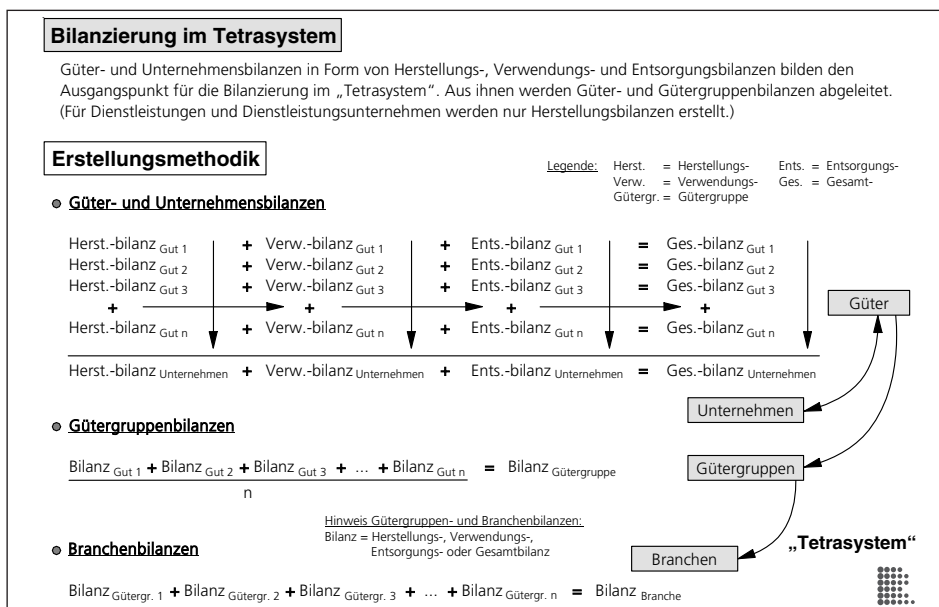 Bilanzierung im Tetrasystem
Güter- und Unternehmensbilanzen in Form von Herstellungs-, Verwendungs- und Entsorgungsbilanzen bilden den
Ausgangspunkt für die Bilanzierung im „Tetrasystem“. Aus ihnen werden Güter- und Gütergruppenbilanzen abgeleitet.
(Für Dienstleistungen und Dienstleistungsunternehmen werden nur Herstellungsbilanzen erstellt.)
Erstellungsmethodik
Legende: Herst. = Herstellungs- Ents. = Entsorgungs-
Verw. = Verwendungs- Ges. = Gesamt-
Gütergr. = Gütergruppe
Güter- und Unternehmensbilanzen
Herst.-bilanz Gut 1 + Verw.-bilanz Gut 1 + Ents.-bilanz Gut 1 = Ges.-bilanz Gut 1
Herst.-bilanz Gut 2 + Verw.-bilanz Gut 2 + Ents.-bilanz Gut 2 = Ges.-bilanz Gut 2
Herst.-bilanz Gut 3 + Verw.-bilanz Gut 3 + Ents.-bilanz Gut 3 = Ges.-bilanz Gut 3
+ + + +
Herst.-bilanz Gut n + Verw.-bilanz Gut n + Ents.-bilanz Gut n = Ges.-bilanz Gut n
Herst.-bilanz Unternehmen + Verw.-bilanz Unternehmen + Ents.-bilanz Unternehmen = Ges.-bilanz Unternehmen
Güter
Unternehmen
Gütergruppenbilanzen
Bilanz Gut 1 + Bilanz Gut 2 + Bilanz Gut 3 + ... + Bilanz Gut n = Bilanz Gütergruppe
n
Gütergruppen
Hinweis Gütergruppen- und Branchenbilanzen:
Bilanz = Herstellungs-, Verwendungs-,
Entsorgungs- oder Gesamtbilanz
Branchen
„Tetrasystem“
Branchenbilanzen
Bilanz Gütergr. 1 + Bilanz Gütergr. 2 + Bilanz Gütergr. 3 + ... + Bilanz Gütergr. n = Bilanz Branche